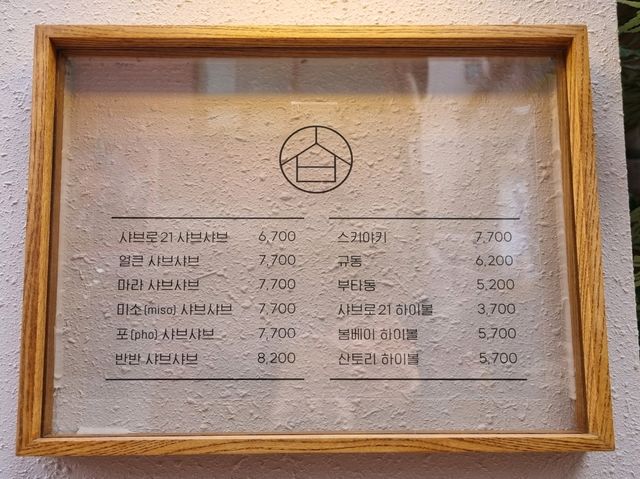 샤브로21 샤브샤브 6,700
얼큰 샤브샤브 7,700
마라 샤브샤브 7,700
미소(miso) 샤브샤브 7,700
포(pho) 샤브샤브 7,700
반반 샤브샤브 8,200
스키야키 7,700
규동 6,200
부타동 5,200
샤브로21 하이볼 3,700
봄베이 하이볼 5,700
산토리 하이볼 5,700